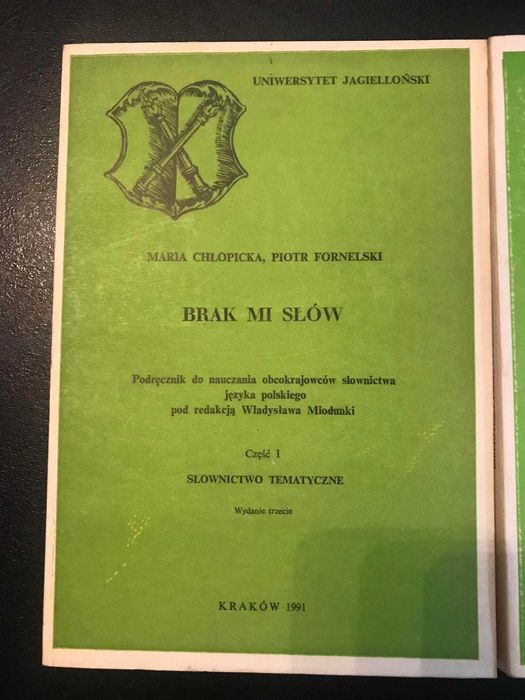 UNIWERSYTET JAGIELLOŃSKI
MARIA CHŁOPICKA, PIOTR FORNELSKI
BRAK MI SŁÓW
Podręcznik do nauczania obcokrajowców słownictwa
języka polskiego
pod redakcją Władysława Miodunki
Część I
SŁOWNICTWO TEMATYCZNE
Wydanie trzecie
KRAKÓW 1991